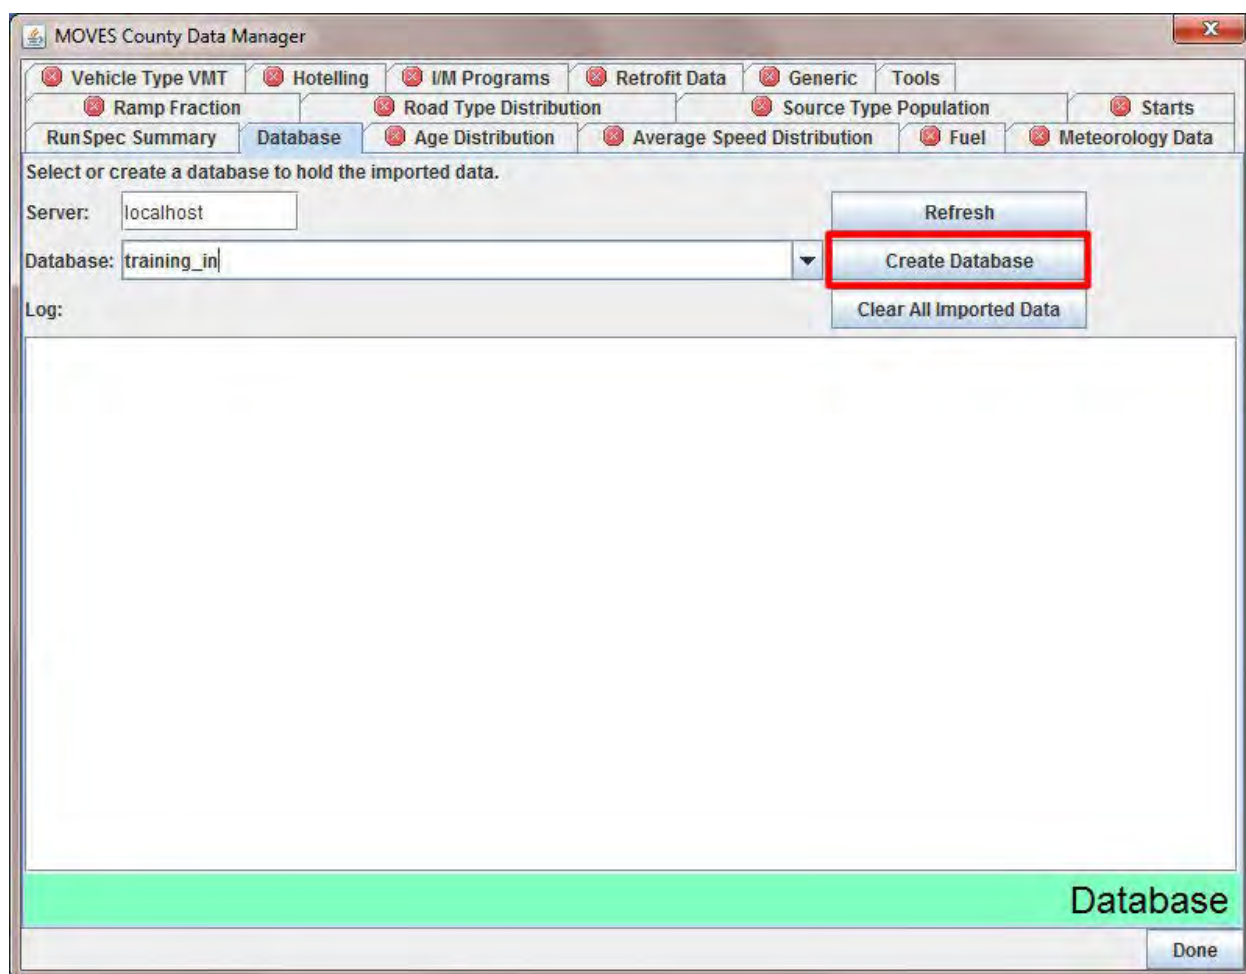 MOVES County Data Manager
Vehicle Type VMT Hotelling I/M Programs Retrofit Data Generic Tools
Ramp Fraction Road Type Distribution Source Type Population Starts
RunSpec Summary Database Age Distribution Average Speed Distribution Fuel Meteorology Data
Select or create a database to hold the imported data.
Server: localhost Refresh
Database: training_in Create Database
Log: Clear All Imported Data
Database
Done